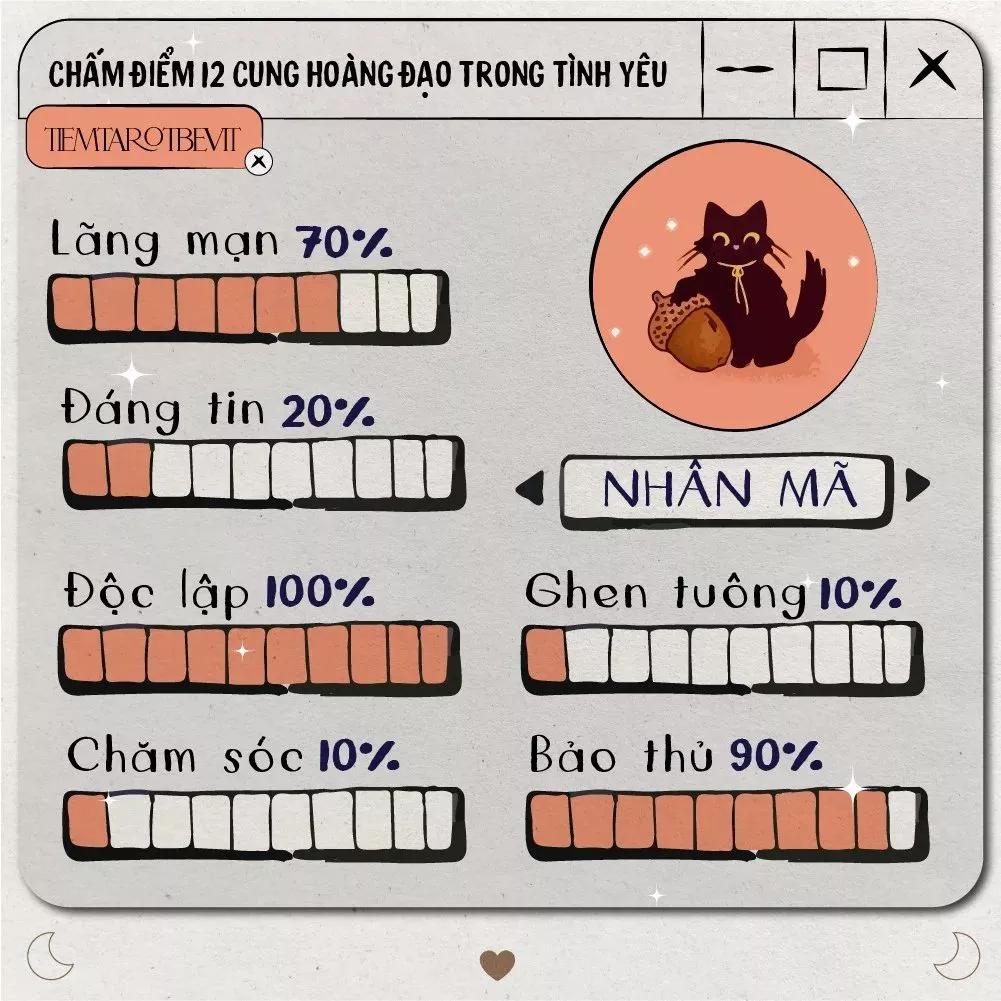 CHẤM ĐIỂM 12 CUNG HOÀNG ĐẠO TRONG TÌNH YÊU
TIEMTAROTBEVIT
Lãng mạn 70%
Đáng tin 20%
NHÂN MÃ
Độc lập 100%
Ghen tuông 10%
Chăm sóc 10%
Bảo thủ 90%